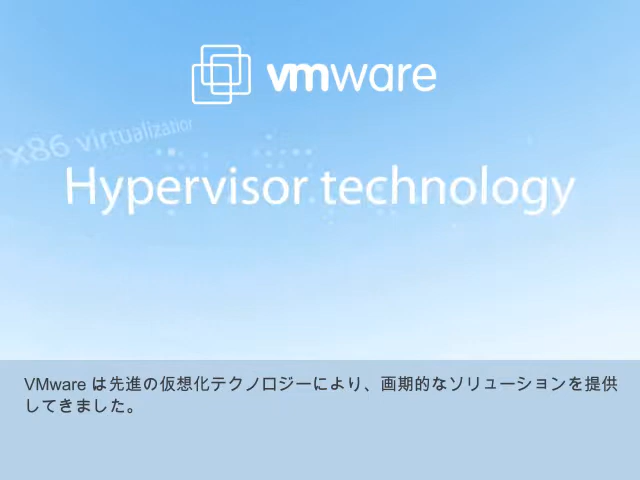 vmware
x86 virtualization
Hypervisor technology
VMware は先進の仮想化テクノロジーにより、画期的なソリューションを提供
してきました。